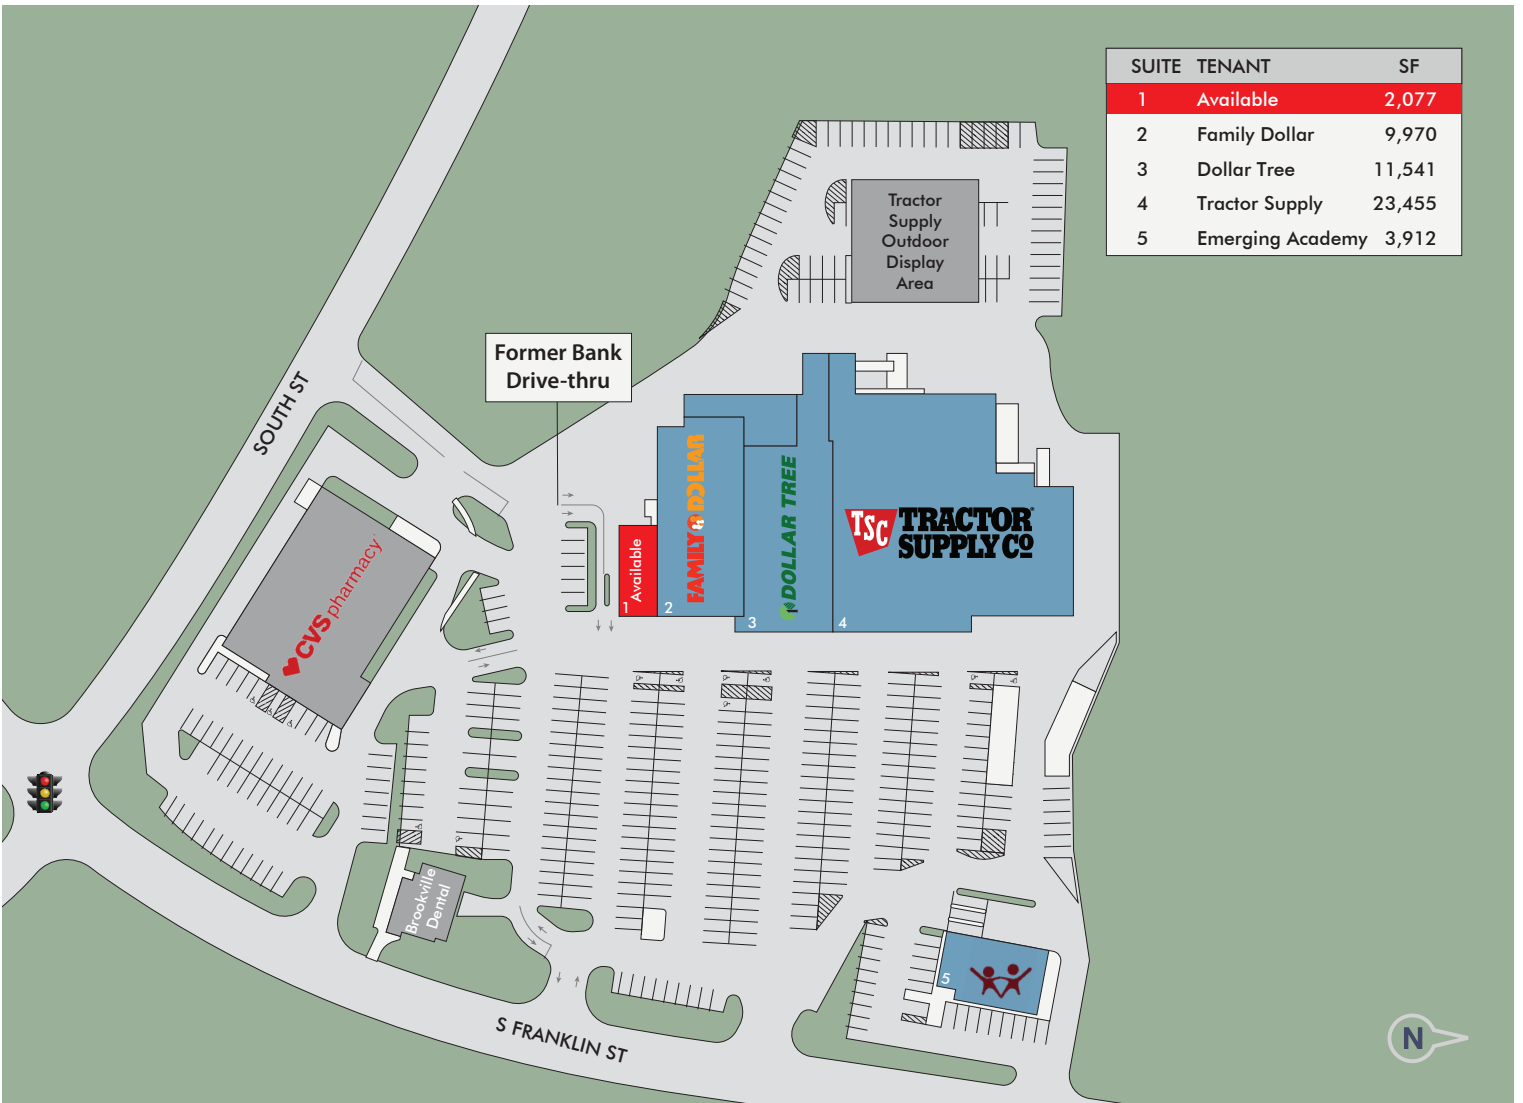 SUITE TENANT SF
1 Available 2,077
2 Family Dollar 9,970
3 Dollar Tree 11,541
4 Tractor Supply 23,455
5 Emerging Academy 3,912
Tractor
Supply
Outdoor
Display
Area
Former Bank
Drive-thru
SOUTH ST
CVS pharmacy
1 Available
2 FAMILY DOLLAR
3 DOLLAR TREE
4
TSC TRACTOR
SUPPLY CO
Brookville
Dental
5
S FRANKLIN ST
N